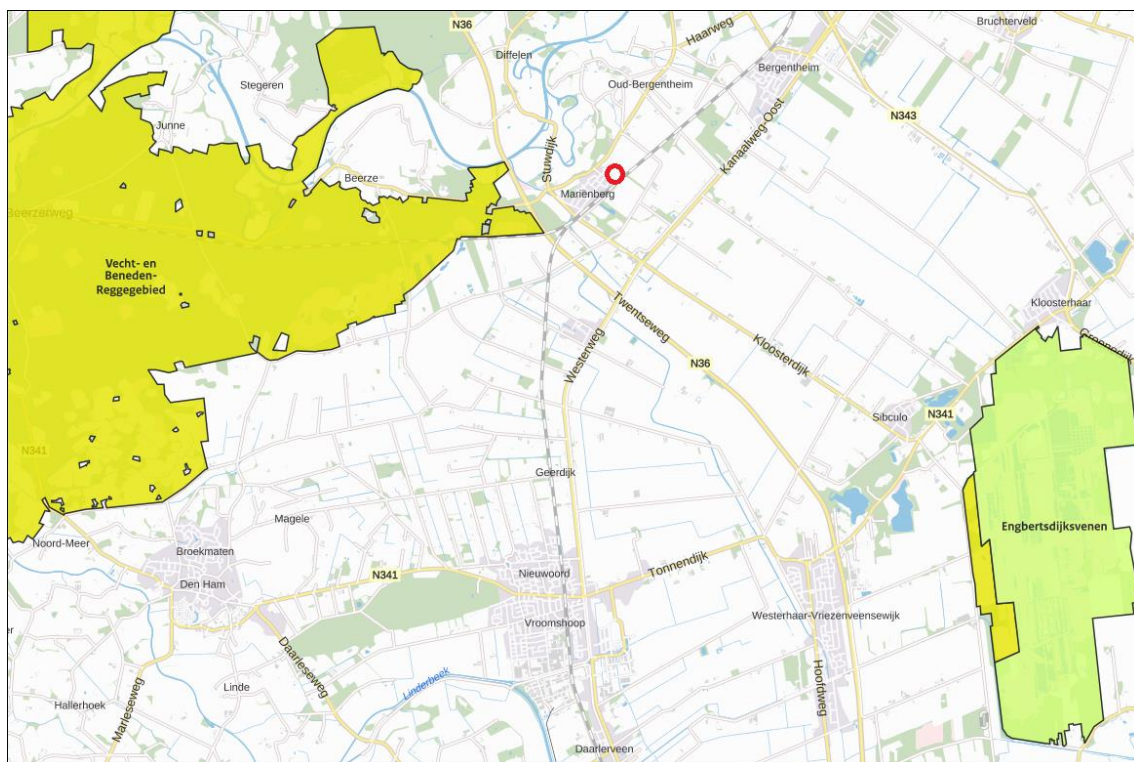 N36
Haarweg
Bruchterveld
Diffelen
Bergentheim
Stegeren
Oud-Bergentheim
Junne
N343
Stuwdijk
Kanaalweg-Oost
Beerze
Mariënberg
Beerzerweg
Vecht- en
Beneden-
Reggegebied
Twentseweg
Kloosterhaar
Westerweg
Kloosterdijk
Groenedijk
N36
Sibculo
N341
N341
Geerdijk
Magele
Engbertsdijksvenen
Noord-Meer
Broekmaten
Tonnendijk
Den Ham
N341
Nieuwoord
Vroomshoop
Westerhaar-Vriezenveensewijk
Daarleseweg
Linderbeek
Linde
Hoofdweg
Hallerhoek
Marleseweg
Daarlerveen